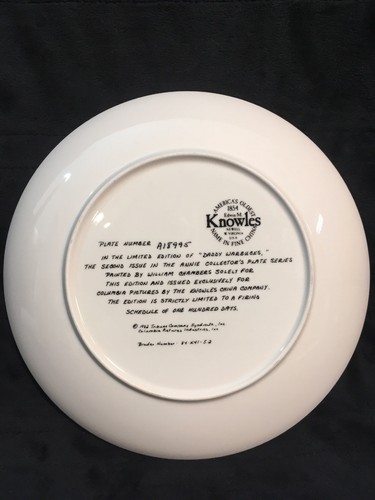 AMERICA'S OLDEST
1854
Edwin M.
Knowles
NEWELL
W. VIRGINIA
U.S.A.
NAME IN FINE CHINA
PLATE NUMBER A18995
IN THE LIMITED EDITION OF "DADDY WARBUCKS,"
THE SECOND ISSUE IN THE ANNIE COLLECTOR'S PLATE SERIES
PAINTED BY WILLIAM CHAMBERS SOLELY FOR
THIS EDITION AND ISSUED EXCLUSIVELY FOR
COLUMBIA PICTURES BY THE KNOWLES CHINA COMPANY.
THE EDITION IS STRICTLY LIMITED TO A FIRING
SCHEDULE OF ONE HUNDRED DAYS.
© 1982 Tribune Company Syndicate, Inc.
Columbia Pictures Industries, Inc.
Bradex Number: 84-K41-5.2